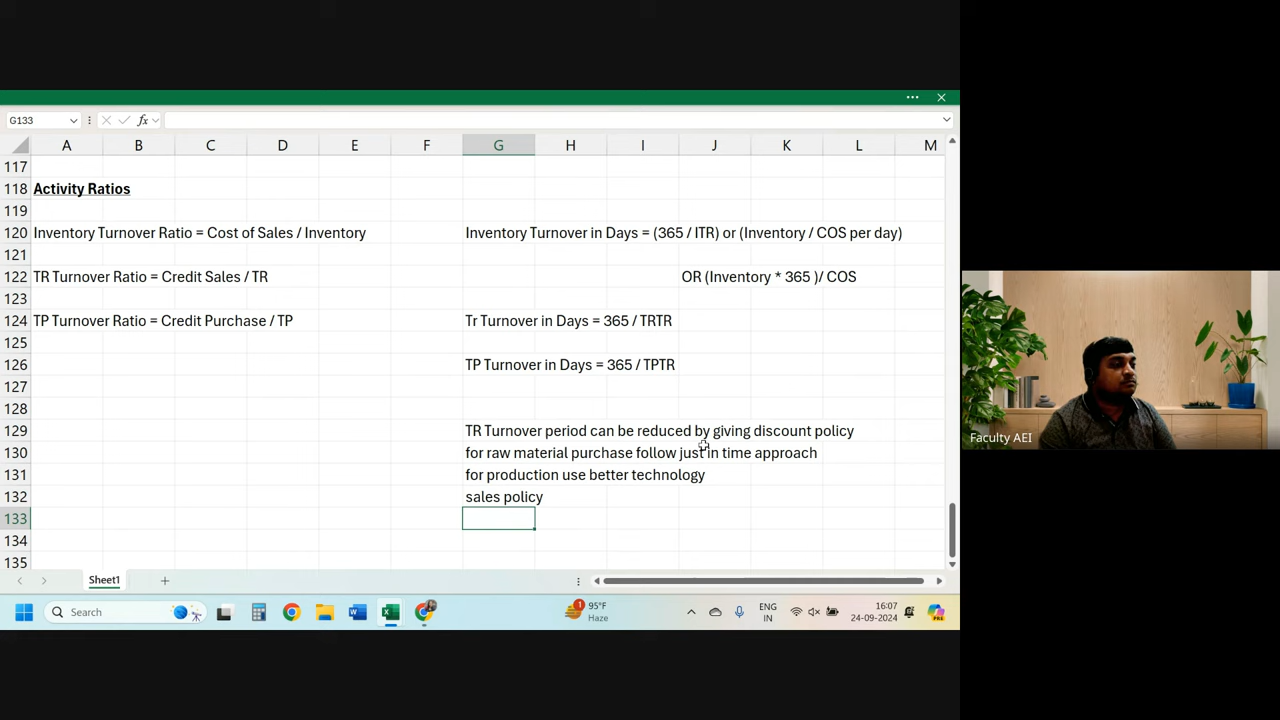 G133
fx
A B C D E F G H I J K L M
117
118 Activity Ratios
119
120 Inventory Turnover Ratio = Cost of Sales / Inventory Inventory Turnover in Days = (365 / ITR) or (Inventory / COS per day)
121
122 TR Turnover Ratio = Credit Sales / TR OR (Inventory * 365 )/ COS
123
124 TP Turnover Ratio = Credit Purchase / TP Tr Turnover in Days = 365 / TRTR
125
126 TP Turnover in Days = 365 / TPTR
127
128
129 TR Turnover period can be reduced by giving discount policy
130 for raw material purchase follow just in time approach
131 for production use better technology
132 sales policy
133
134
135
Sheet1
Search
1
95°F
Haze
ENG
IN
16:07
24-09-2024
PRE
Faculty AEI